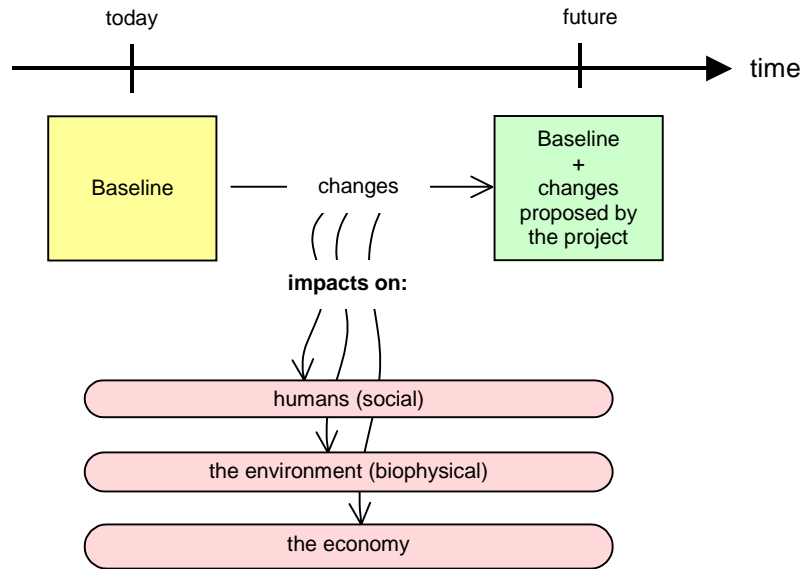 today
future
time
Baseline
changes
Baseline
+
changes
proposed by
the project
impacts on:
humans (social)
the environment (biophysical)
the economy